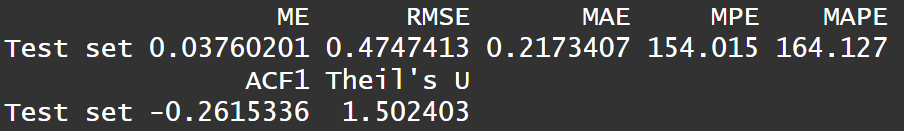 ME RMSE MAE MPE MAPE
Test set 0.03760201 0.4747413 0.2173407 154.015 164.127
ACF1 Theil's U
Test set -0.2615336 1.502403